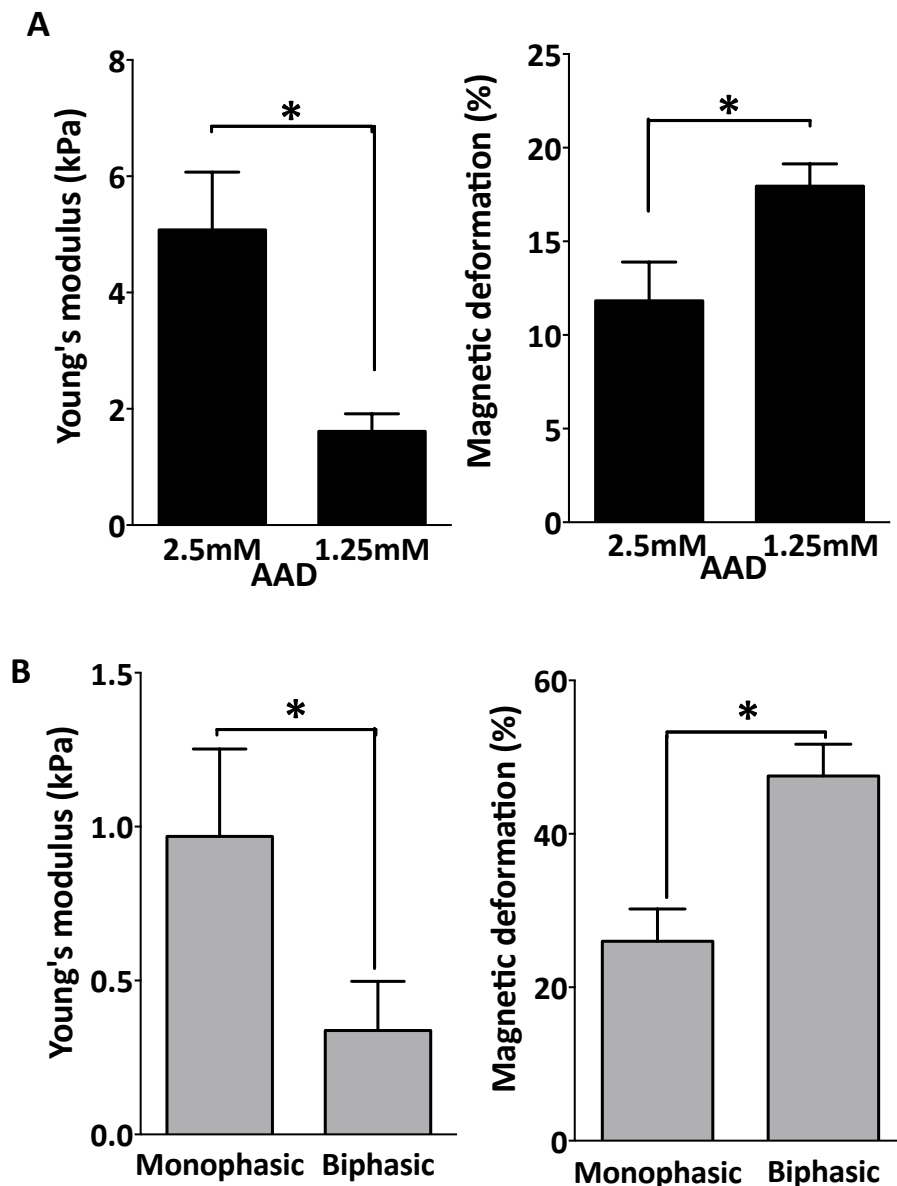 A
Young's modulus (kPa)
8
6
4
2
0
*
2.5mM 1.25mM
AAD
Magnetic deformation (%)
25
20
15
10
5
0
*
2.5mM 1.25mM
AAD
B
Young's modulus (kPa)
1.5
1.0
0.5
0.0
*
Monophasic Biphasic
Magnetic deformation (%)
60
40
20
0
*
Monophasic Biphasic